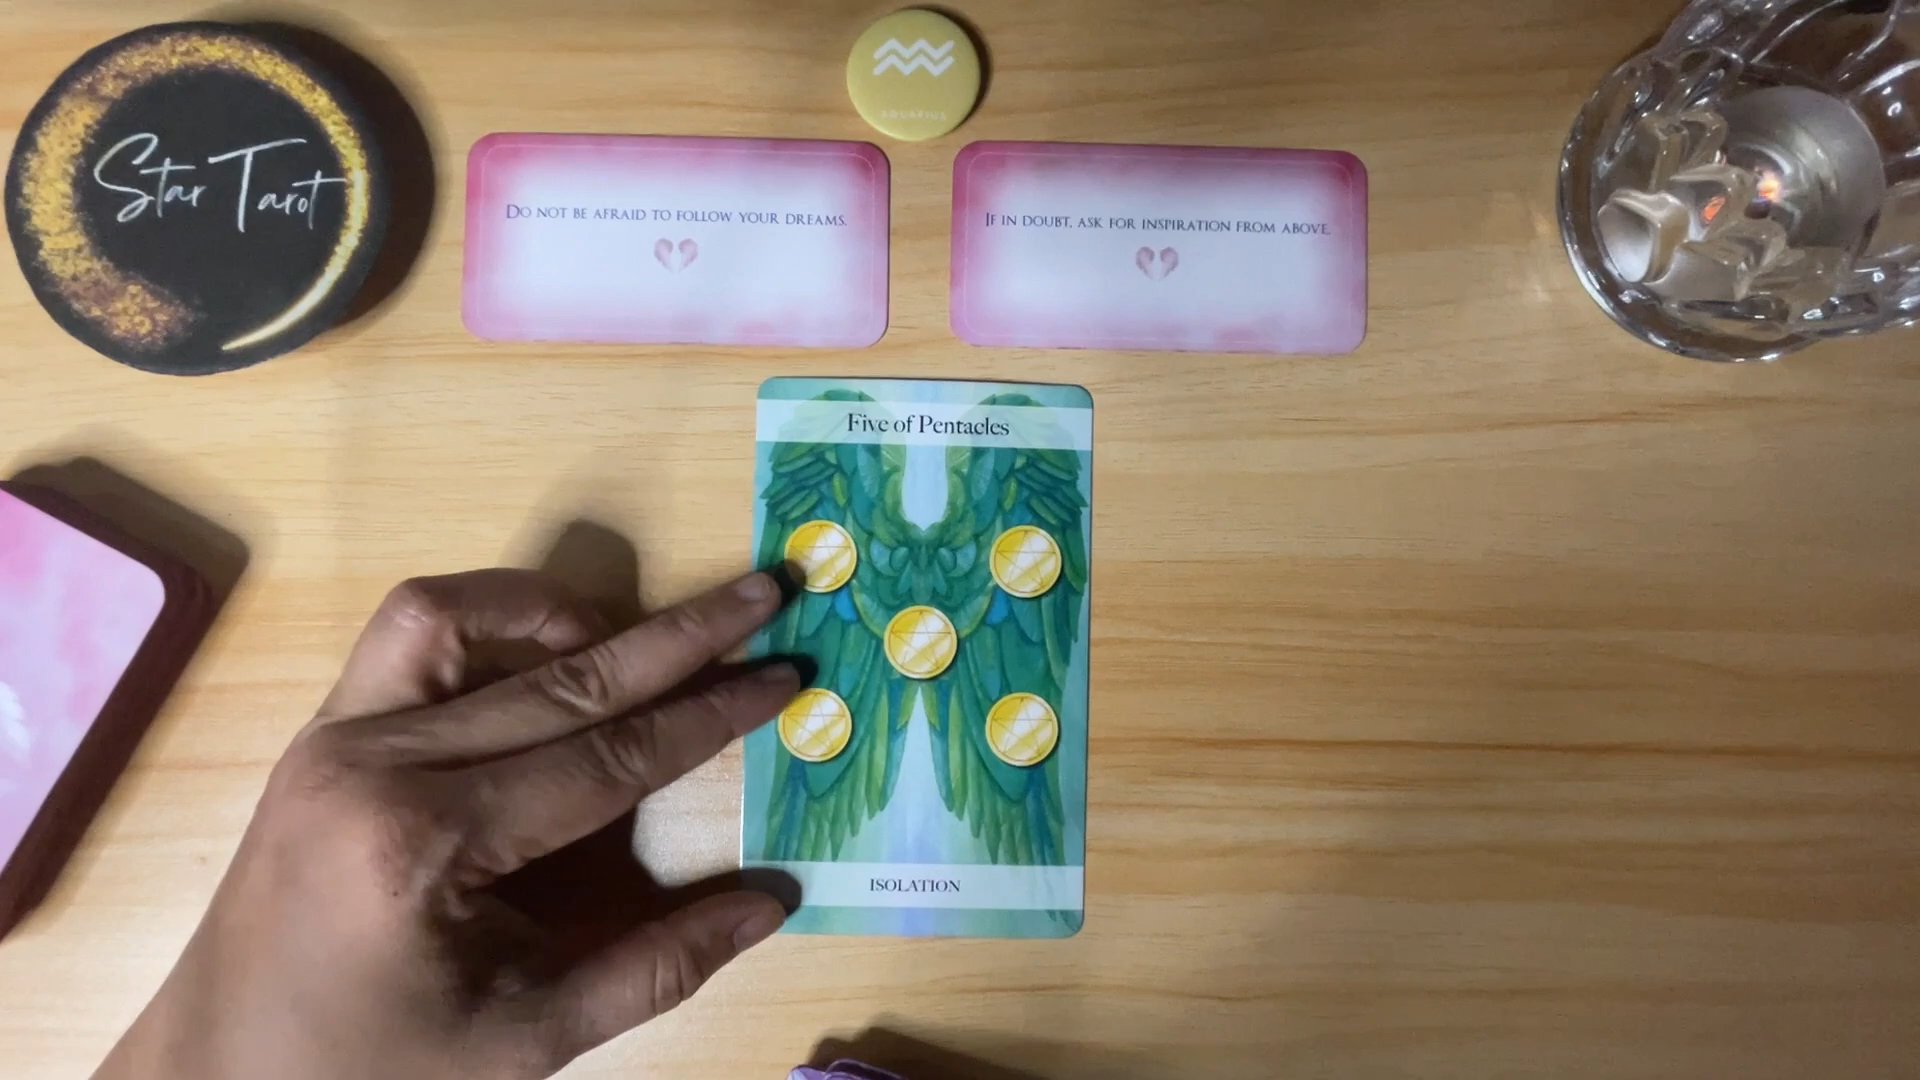 AQUARIUS
Star Tarot
DO NOT BE AFRAID TO FOLLOW YOUR DREAMS.
IF IN DOUBT, ASK FOR INSPIRATION FROM ABOVE.
Five of Pentacles
ISOLATION